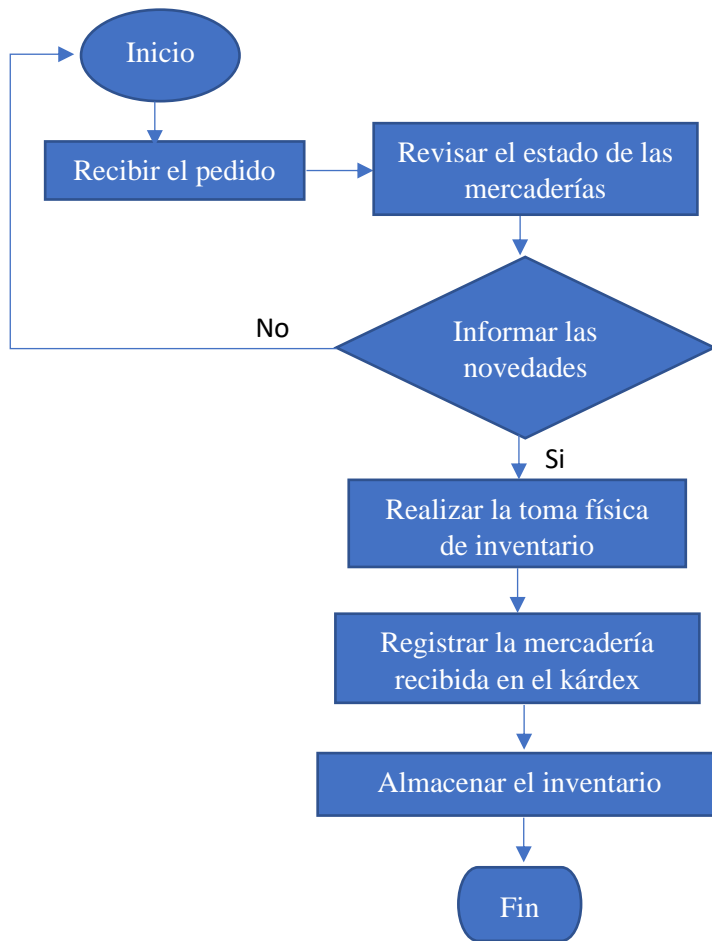 Inicio
Recibir el pedido
Revisar el estado de las
mercaderías
Informar las
novedades
No
Si
Realizar la toma física
de inventario
Registrar la mercadería
recibida en el kárdex
Almacenar el inventario
Fin